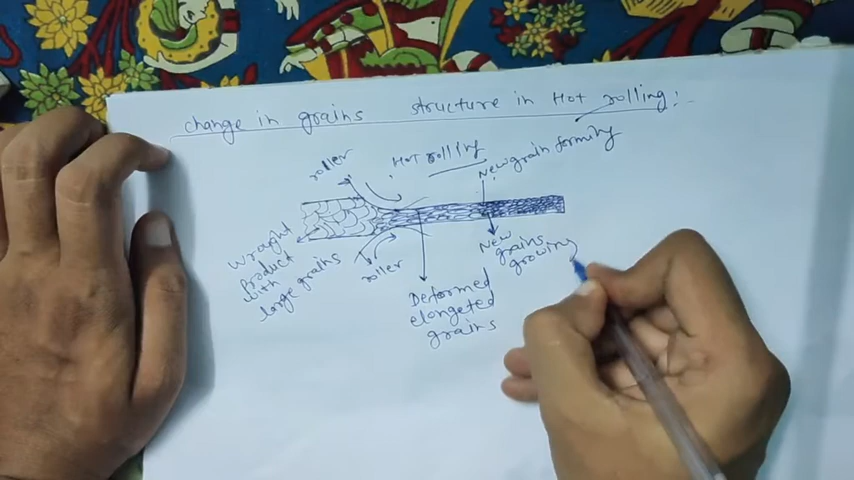 change in grains structure in Hot rolling:
roller
Hot rolling
New grain forming
wrought
Product
with
large grains
roller
New
grains
growing
Deformed
elongeted
grains